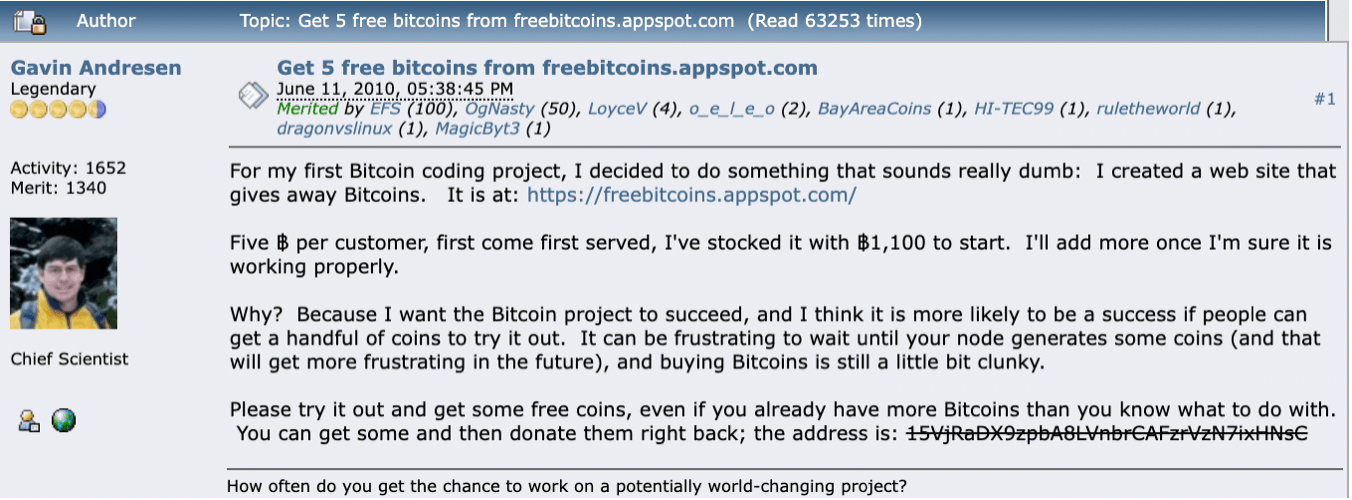 Author
Topic: Get 5 free bitcoins from freebitcoins.appspot.com (Read 63253 times)
Gavin Andresen
Legendary
Activity: 1652
Merit: 1340
Chief Scientist
Get 5 free bitcoins from freebitcoins.appspot.com
June 11, 2010, 05:38:45 PM
#1
Merited by EFS (100), OgNasty (50), LoyceV (4), o_e_l_e_o (2), BayAreaCoins (1), HI-TEC99 (1), ruletheworld (1),
dragonvslinux (1), MagicByt3 (1)
For my first Bitcoin coding project, I decided to do something that sounds really dumb: I created a web site that
gives away Bitcoins. It is at: https://freebitcoins.appspot.com/
Five ฿ per customer, first come first served, I've stocked it with ฿1,100 to start. I'll add more once I'm sure it is
working properly.
Why? Because I want the Bitcoin project to succeed, and I think it is more likely to be a success if people can
get a handful of coins to try it out. It can be frustrating to wait until your node generates some coins (and that
will get more frustrating in the future), and buying Bitcoins is still a little bit clunky.
Please try it out and get some free coins, even if you already have more Bitcoins than you know what to do with.
You can get some and then donate them right back; the address is: 15VjRaDX9zpbA8LVnbrCAFzrVzN7ixHNsC
How often do you get the chance to work on a potentially world-changing project?